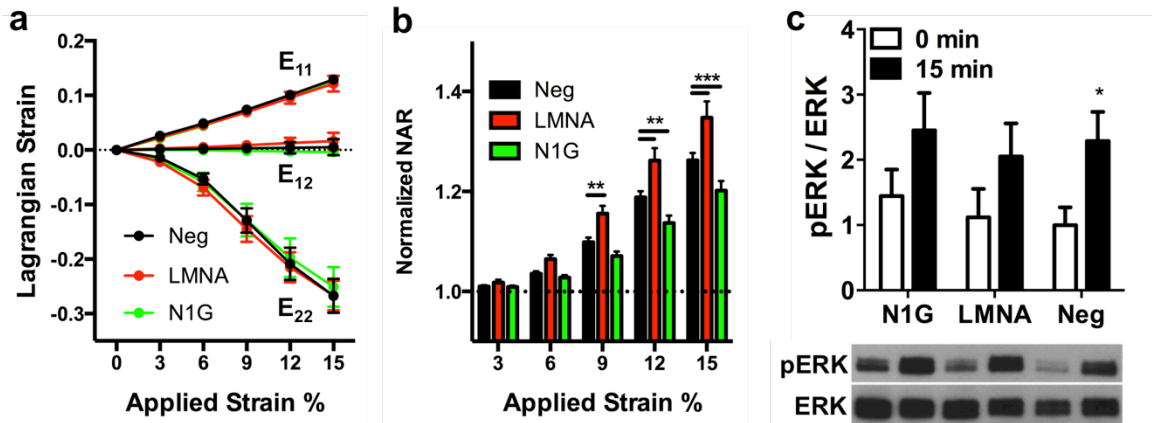 a
0.2
0.1
0.0
-0.1
-0.2
-0.3
Lagrangian Strain
E11
E12
E22
Neg
LMNA
N1G
0 3 6 9 12 15
Applied Strain %
b
1.4
1.2
1.0
Normalized NAR
Neg
LMNA
N1G
**
** **
***
3 6 9 12 15
Applied Strain %
c
4
3
2
1
0
pERK / ERK
0 min
15 min
*
N1G LMNA Neg
pERK
ERK